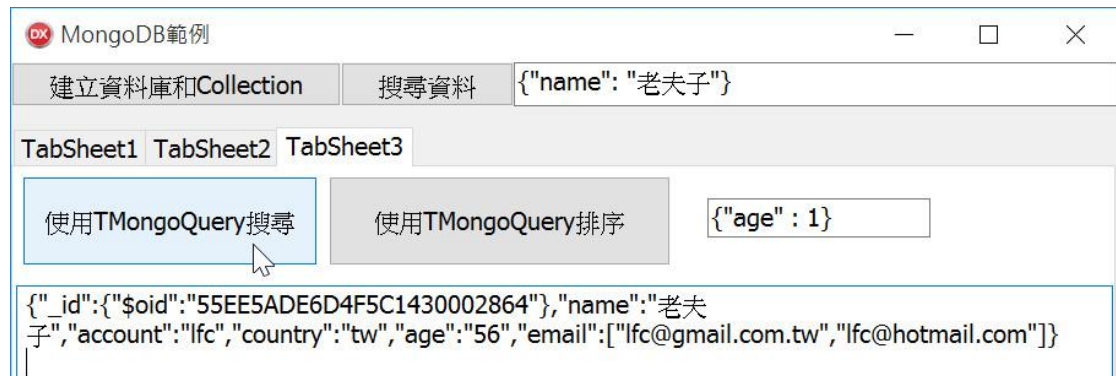 DX MongoDB範例
建立資料庫和Collection 搜尋資料 {"name": "老夫子"}
TabSheet1 TabSheet2 TabSheet3
使用TMongoQuery搜尋 使用TMongoQuery排序 {"age" : 1}
{"_id":{"$oid":"55EE5ADE6D4F5C1430002864"},"name":"老夫
子","account":"lfc","country":"tw","age":"56","email":["lfc@gmail.com.tw","lfc@hotmail.com"]}